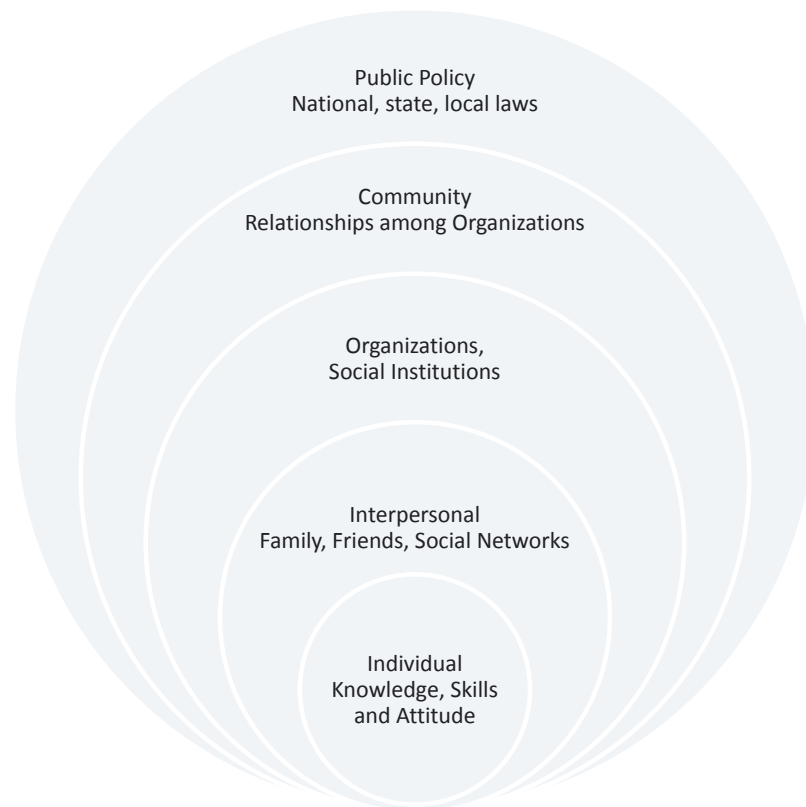 Public Policy
National, state, local laws
Community
Relationships among Organizations
Organizations,
Social Institutions
Interpersonal
Family, Friends, Social Networks
Individual
Knowledge, Skills
and Attitude